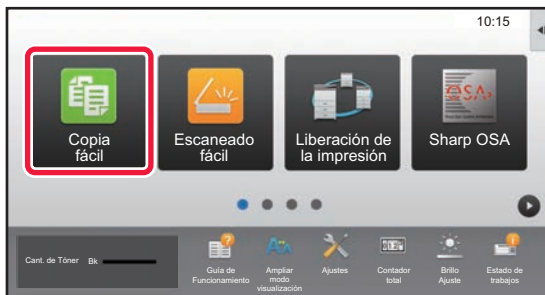 10:15
Copia
fácil
Escaneado
fácil
Liberación de
la impresión
Sharp OSA
Cant. de Tóner Bk
Guía de
Funcionamiento
Ampliar
modo
visualización
Ajustes
Contador
total
Brillo
Ajuste
Estado de
trabajos